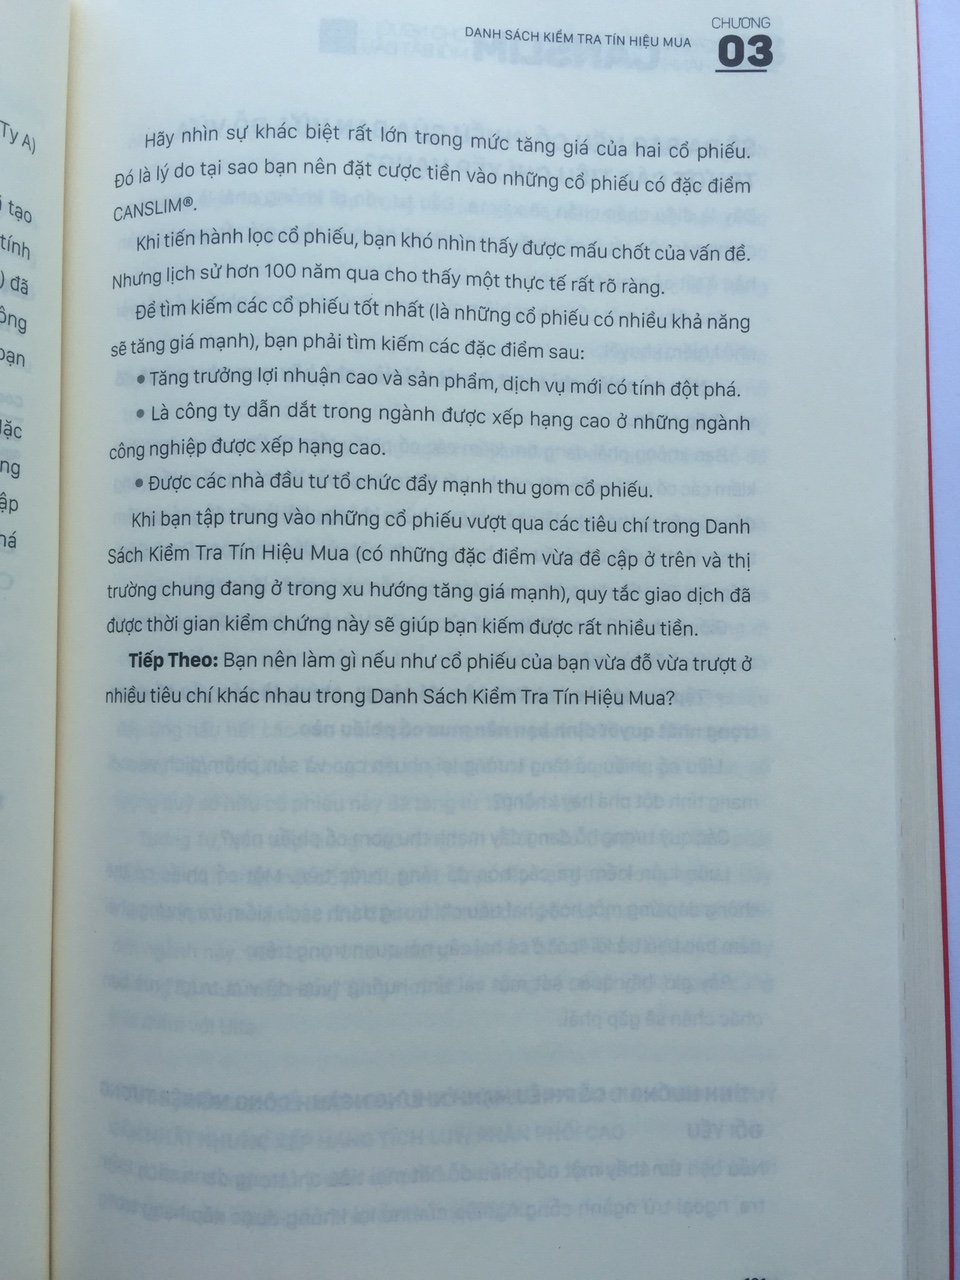 CHƯƠNG
DANH SÁCH KIỂM TRA TÍN HIỆU MUA
03
Hãy nhìn sự khác biệt rất lớn trong mức tăng giá của hai cổ phiếu.
Đó là lý do tại sao bạn nên đặt cược tiền vào những cổ phiếu có đặc điểm
CANSLIM®.
Khi tiến hành lọc cổ phiếu, bạn khó nhìn thấy được mấu chốt của vấn đề.
Nhưng lịch sử hơn 100 năm qua cho thấy một thực tế rất rõ ràng.
Để tìm kiếm các cổ phiếu tốt nhất (là những cổ phiếu có nhiều khả năng
sẽ tăng giá mạnh), bạn phải tìm kiếm các đặc điểm sau:
• Tăng trưởng lợi nhuận cao và sản phẩm, dịch vụ mới có tính đột phá.
• Là công ty dẫn dắt trong ngành được xếp hạng cao ở những ngành
công nghiệp được xếp hạng cao.
• Được các nhà đầu tư tổ chức đẩy mạnh thu gom cổ phiếu.
Khi bạn tập trung vào những cổ phiếu vượt qua các tiêu chí trong Danh
Sách Kiểm Tra Tín Hiệu Mua (có những đặc điểm vừa đề cập ở trên và thị
trường chung đang ở trong xu hướng tăng giá mạnh), quy tắc giao dịch đã
được thời gian kiểm chứng này sẽ giúp bạn kiếm được rất nhiều tiền.
Tiếp Theo: Bạn nên làm gì nếu như cổ phiếu của bạn vừa đỗ vừa trượt ở
nhiều tiêu chí khác nhau trong Danh Sách Kiểm Tra Tín Hiệu Mua?
Ty A)
tạo
tính
) đã